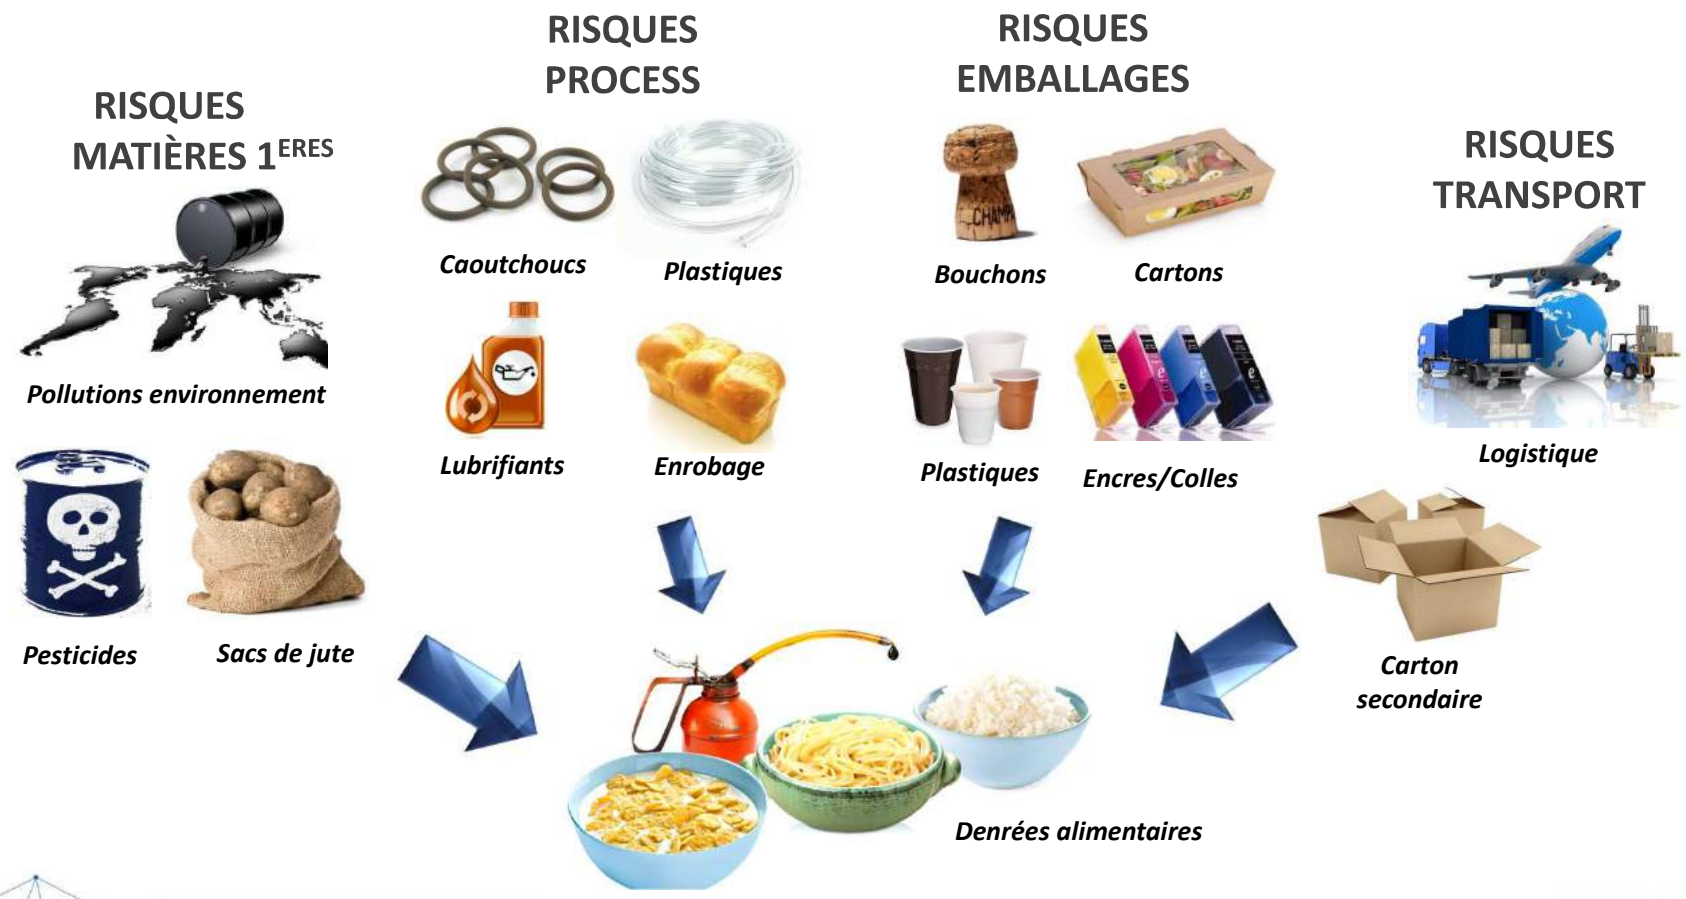 RISQUES
MATIÈRES 1ERES
Pollutions environnement
Pesticides
Sacs de jute
RISQUES
PROCESS
Caoutchoucs
Plastiques
Lubrifiants
Enrobage
RISQUES
EMBALLAGES
CHAMP
Bouchons
Cartons
Plastiques
Encres/Colles
RISQUES
TRANSPORT
Logistique
Carton
secondaire
Denrées alimentaires